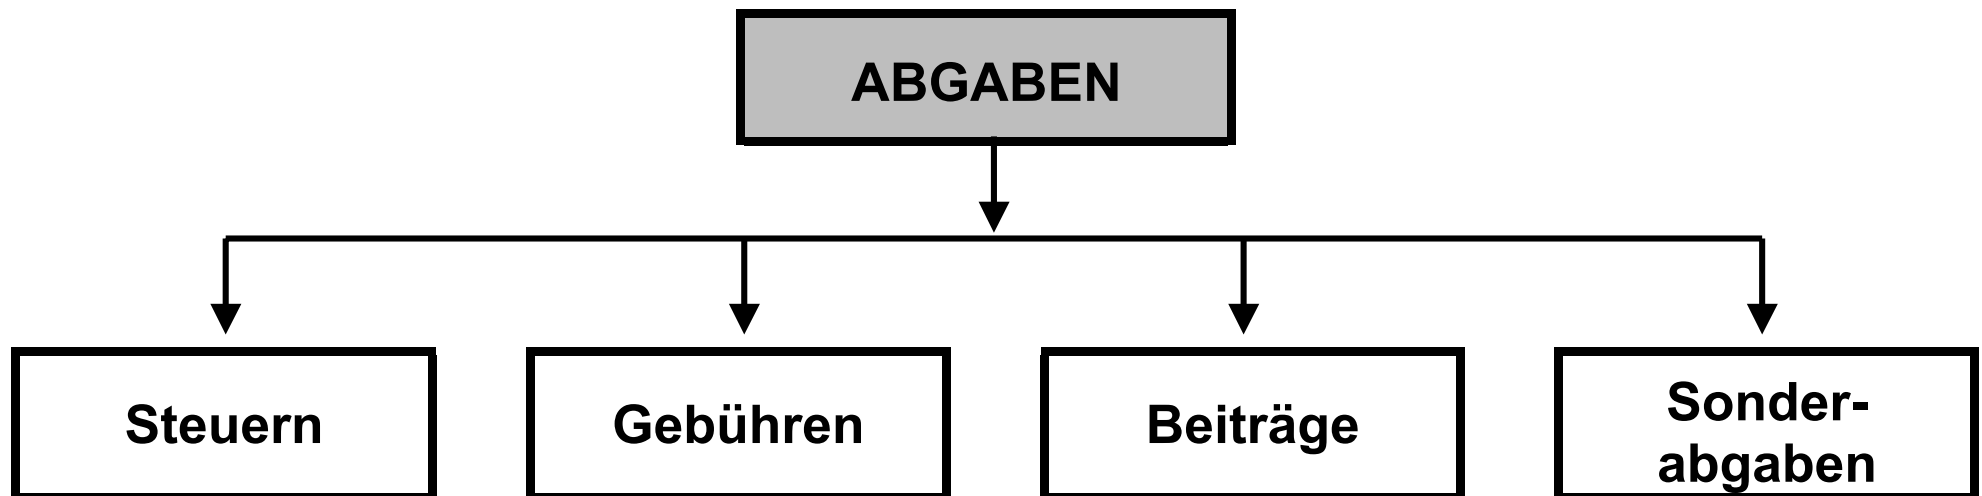 ABGABEN
Steuern
Gebühren
Beiträge
Sonder-
abgaben